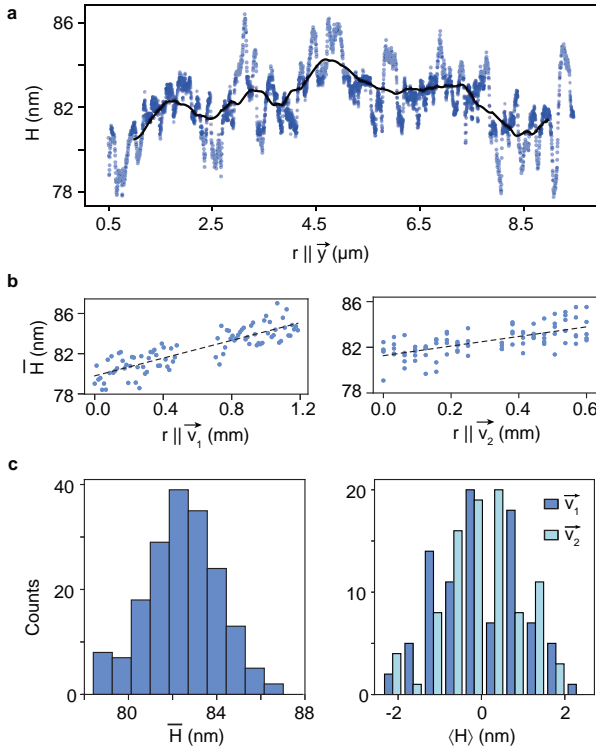 a
86
82
78
H (nm)
0.5 2.5 4.5 6.5 8.5
r || y (μm)
b
86
82
78
H (nm)
0.0 0.4 0.8 1.2
r || v1 (mm)
86
82
78
0.0 0.2 0.4 0.6
r || v2 (mm)
c
40
20
0
Counts
80 84 88
H (nm)
20
10
0
v1
v2
-2 0 2
⟨H⟩ (nm)